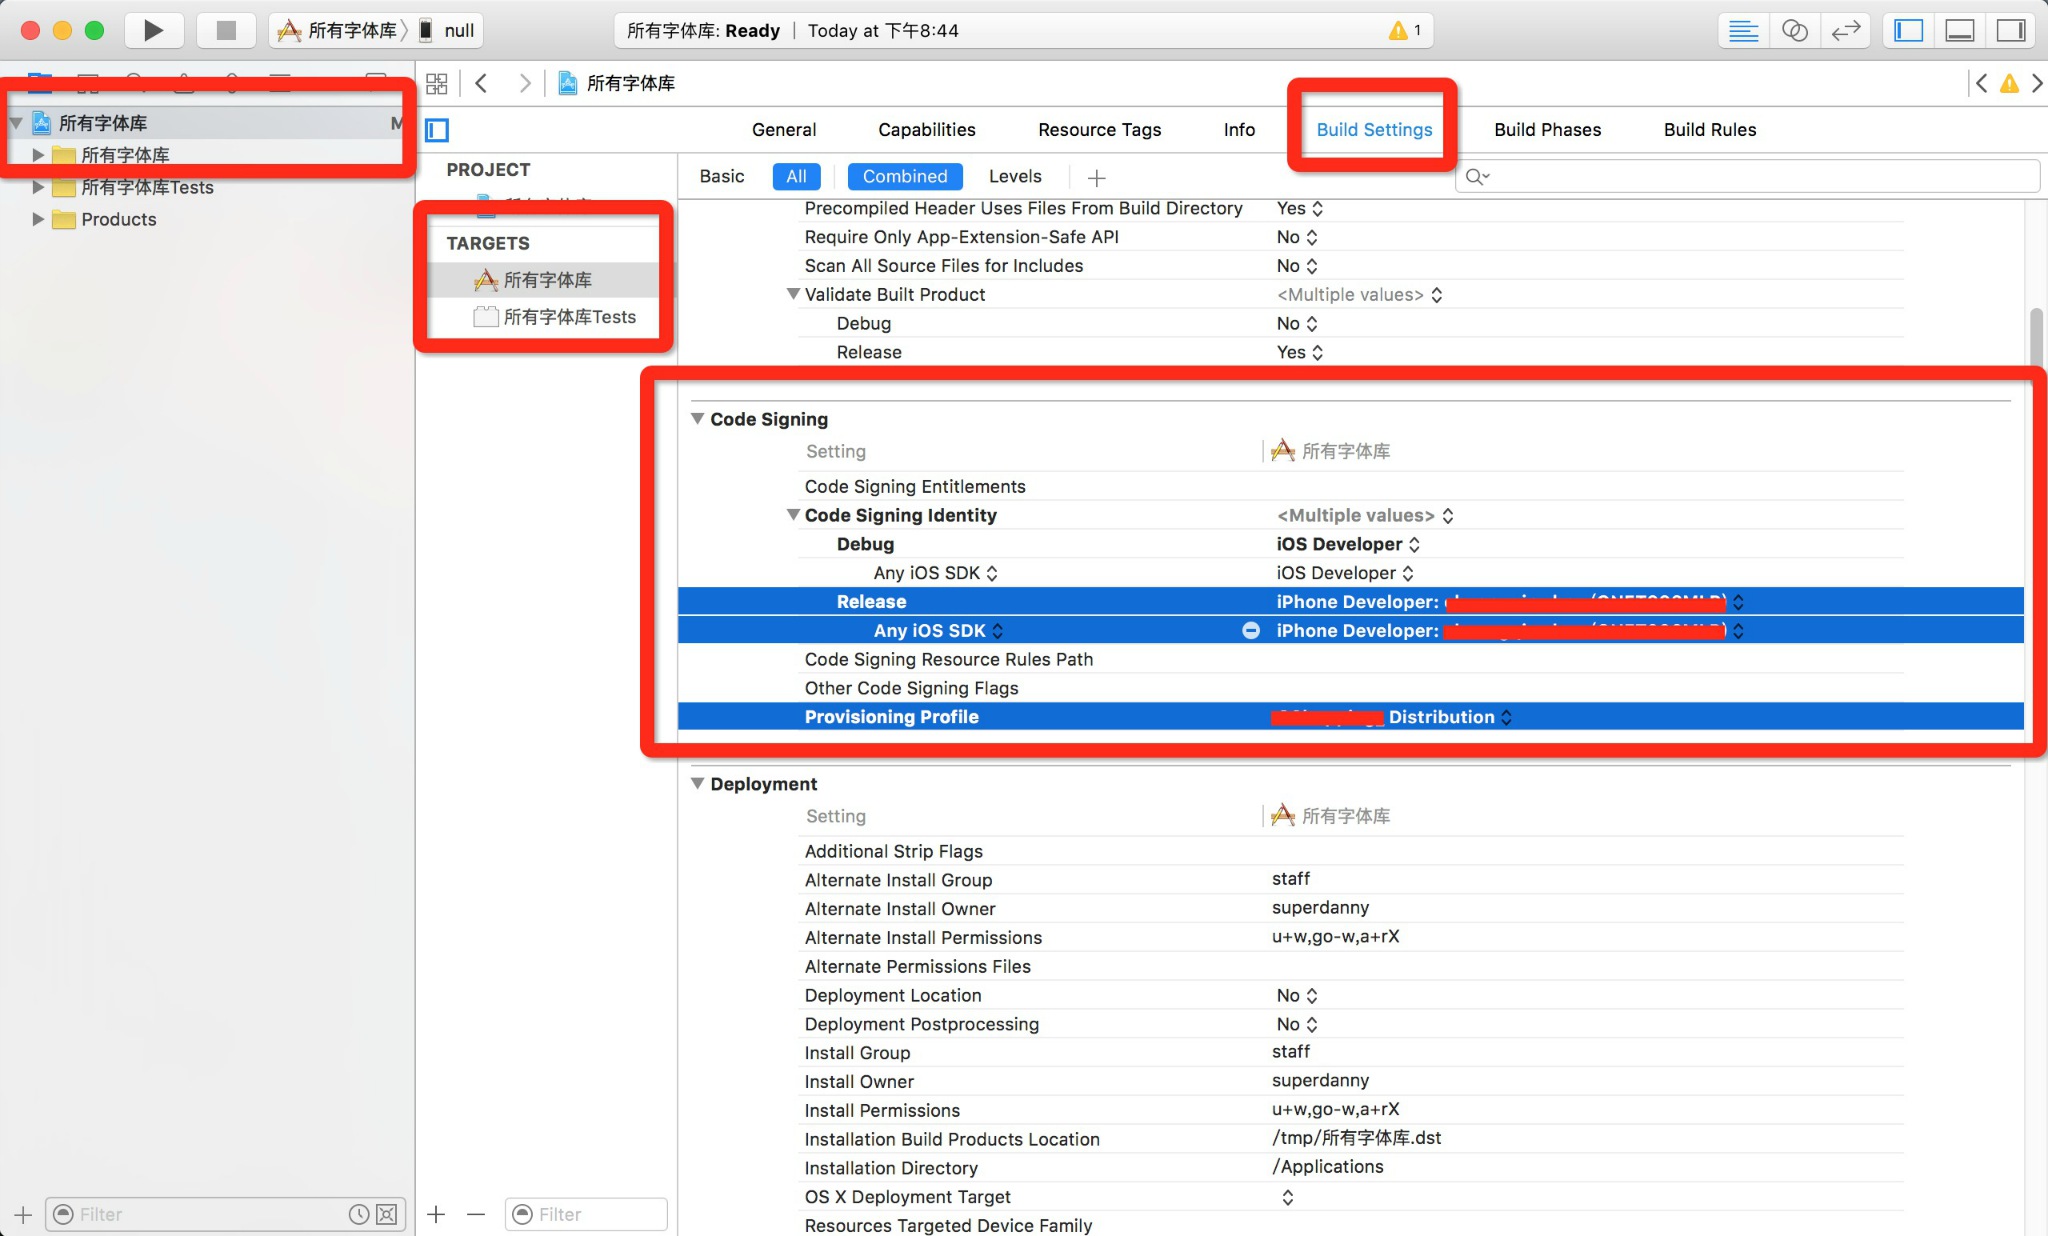 所有字体库 null
所有字体库: Ready | Today at 下午8:44
1
所有字体库
所有字体库 M
所有字体库
所有字体库Tests
Products
General Capabilities Resource Tags Info Build Settings Build Phases Build Rules
PROJECT
TARGETS
所有字体库
所有字体库Tests
Basic All Combined Levels
Precompiled Header Uses Files From Build Directory Yes
Require Only App-Extension-Safe API No
Scan All Source Files for Includes No
Validate Built Product <Multiple values>
Debug No
Release Yes
Code Signing
Setting 所有字体库
Code Signing Entitlements
Code Signing Identity <Multiple values>
Debug iOS Developer
Any iOS SDK iOS Developer
Release iPhone Developer:
Any iOS SDK iPhone Developer:
Code Signing Resource Rules Path
Other Code Signing Flags
Provisioning Profile Distribution
Deployment
Setting 所有字体库
Additional Strip Flags
Alternate Install Group staff
Alternate Install Owner superdanny
Alternate Install Permissions u+w,go-w,a+rX
Alternate Permissions Files
Deployment Location No
Deployment Postprocessing No
Install Group staff
Install Owner superdanny
Install Permissions u+w,go-w,a+rX
Installation Build Products Location /tmp/所有字体库.dst
Installation Directory /Applications
OS X Deployment Target
Resources Targeted Device Family
Filter
Filter